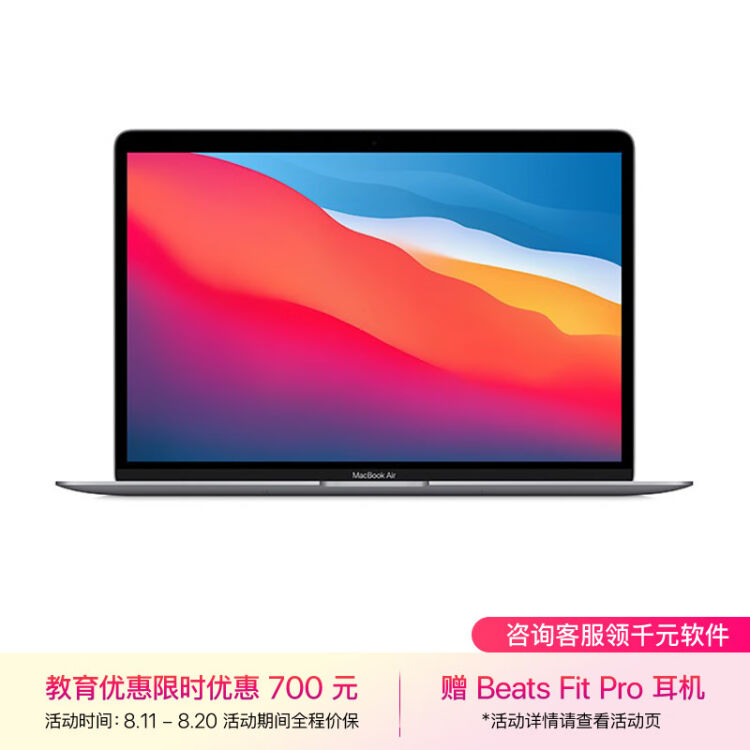 MacBook Air
咨询客服领千元软件
教育优惠限时优惠 700 元
活动时间: 8.11 – 8.20 活动期间全程价保
赠 Beats Fit Pro 耳机
*活动详情请查看活动页